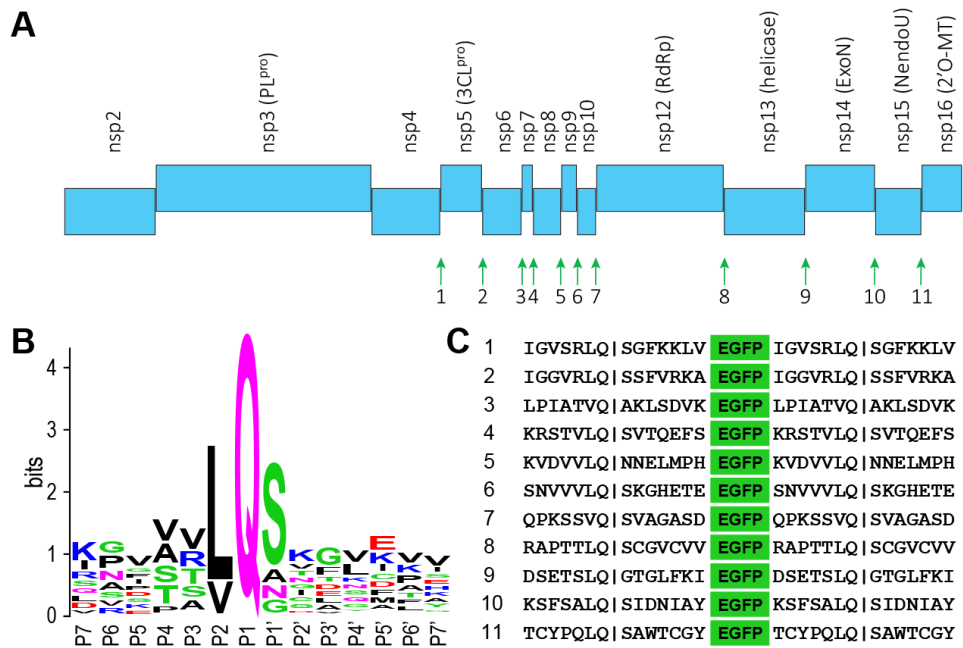 A
nsp2
nsp3 (PLpro)
nsp4
nsp5 (3CLpro)
nsp6
nsp7
nsp8
nsp9
nsp10
nsp12 (RdRp)
nsp13 (helicase)
nsp14 (ExoN)
nsp15 (NendoU)
nsp16 (2'O-MT)
1 2 3 4 5 6 7 8 9 10 11
B
bits
4
3
2
1
0
P7 P6 P5 P4 P3 P2 P1 P1' P2' P3' P4' P5' P6' P7'
K G V V V L Q S K G V E V V
C
1 IGVSRLQ|SGFKKLV EGFP IGVSRLQ|SGFKKLV
2 IGGVRLQ|SSFVRKA EGFP IGGVRLQ|SSFVRKA
3 LPIATVQ|AKLSDVK EGFP LPIATVQ|AKLSDVK
4 KRSTVLQ|SVTQEFS EGFP KRSTVLQ|SVTQEFS
5 KVDVVLQ|NNELMPH EGFP KVDVVLQ|NNELMPH
6 SNVVVLQ|SKGHETE EGFP SNVVVLQ|SKGHETE
7 QPKSSVQ|SVAGASD EGFP QPKSSVQ|SVAGASD
8 RAPTTLQ|SCGVCVV EGFP RAPTTLQ|SCGVCVV
9 DSETSLQ|GTGLFKI EGFP DSETSLQ|GTGLFKI
10 KSFSALQ|SIDNIAY EGFP KSFSALQ|SIDNIAY
11 TCYPQLQ|SAWTCGY EGFP TCYPQLQ|SAWTCGY